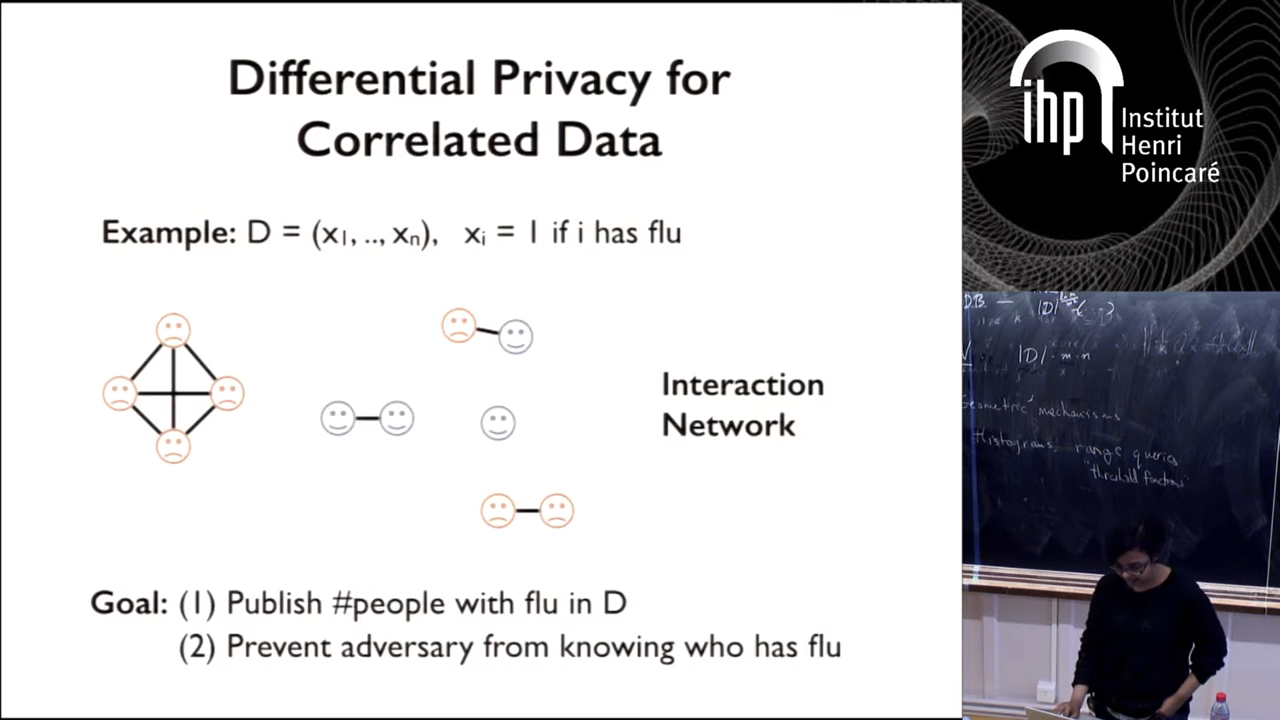 Differential Privacy for
Correlated Data
Example: D = (x₁, .., xₙ), xᵢ = 1 if i has flu
Interaction
Network
Goal: (1) Publish #people with flu in D
(2) Prevent adversary from knowing who has flu
ihp
Institut
Henri
Poincaré
D.B. —
|D| · m·n
Geometric mechanisms
Histograms, range queries
"threshold functions"